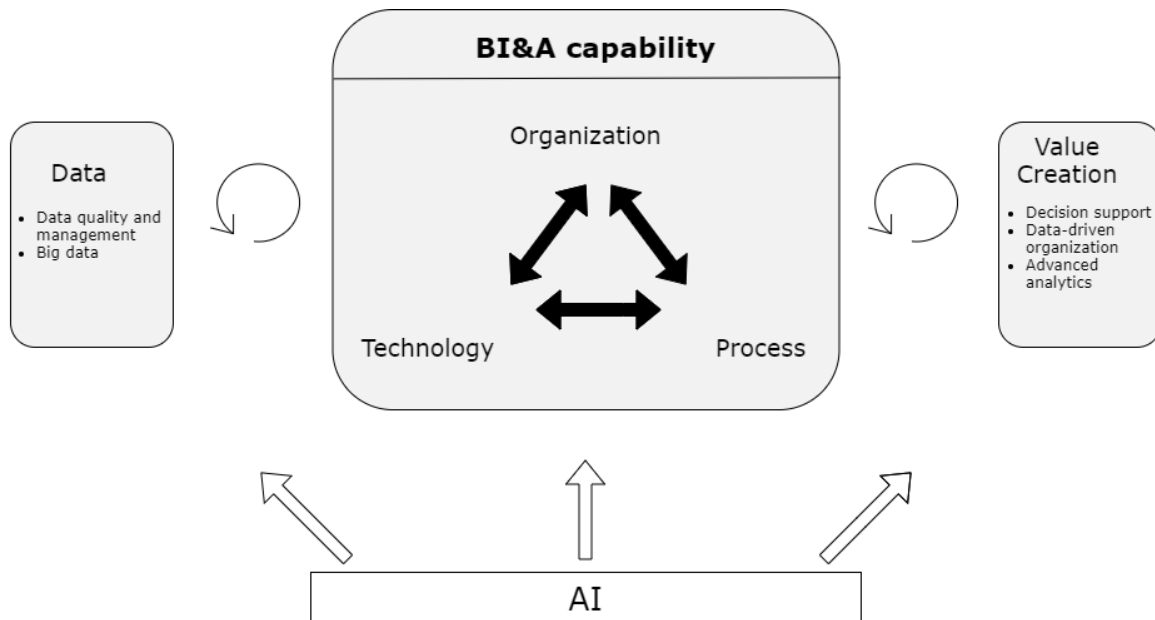 BI&A capability
Organization
Technology
Process
Data
Data quality and
management
Big data
Value
Creation
Decision support
Data-driven
organization
Advanced
analytics
AI